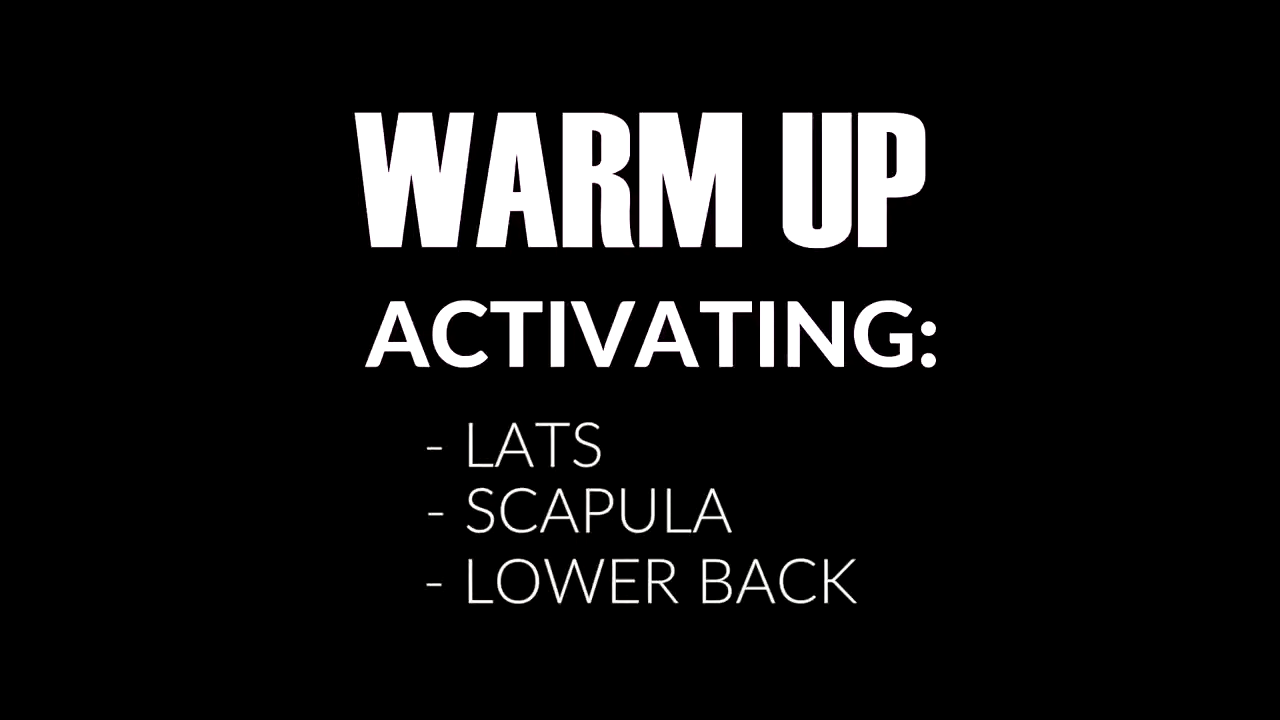 WARM UP
ACTIVATING:
- LATS
- SCAPULA
- LOWER BACK